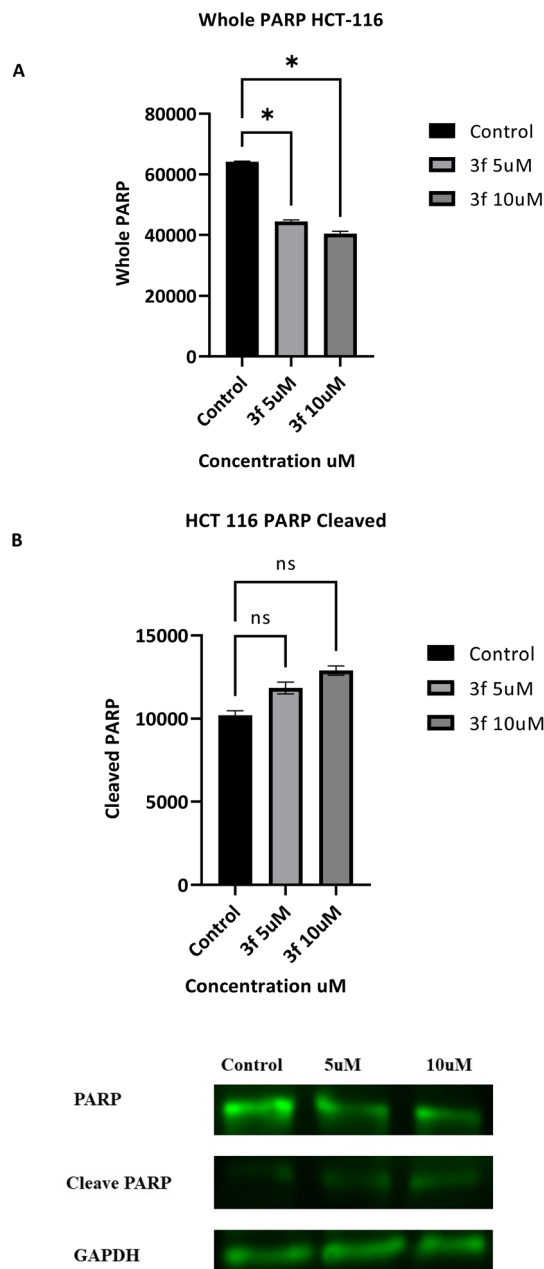 Whole PARP HCT-116
A
*
*
80000
60000
40000
20000
0
Whole PARP
Control
3f 5uM
3f 10uM
Concentration uM
Control
3f 5uM
3f 10uM
HCT 116 PARP Cleaved
B
ns
ns
15000
10000
5000
0
Cleaved PARP
Control
3f 5uM
3f 10uM
Concentration uM
Control
3f 5uM
3f 10uM
Control 5uM 10uM
PARP
Cleave PARP
GAPDH